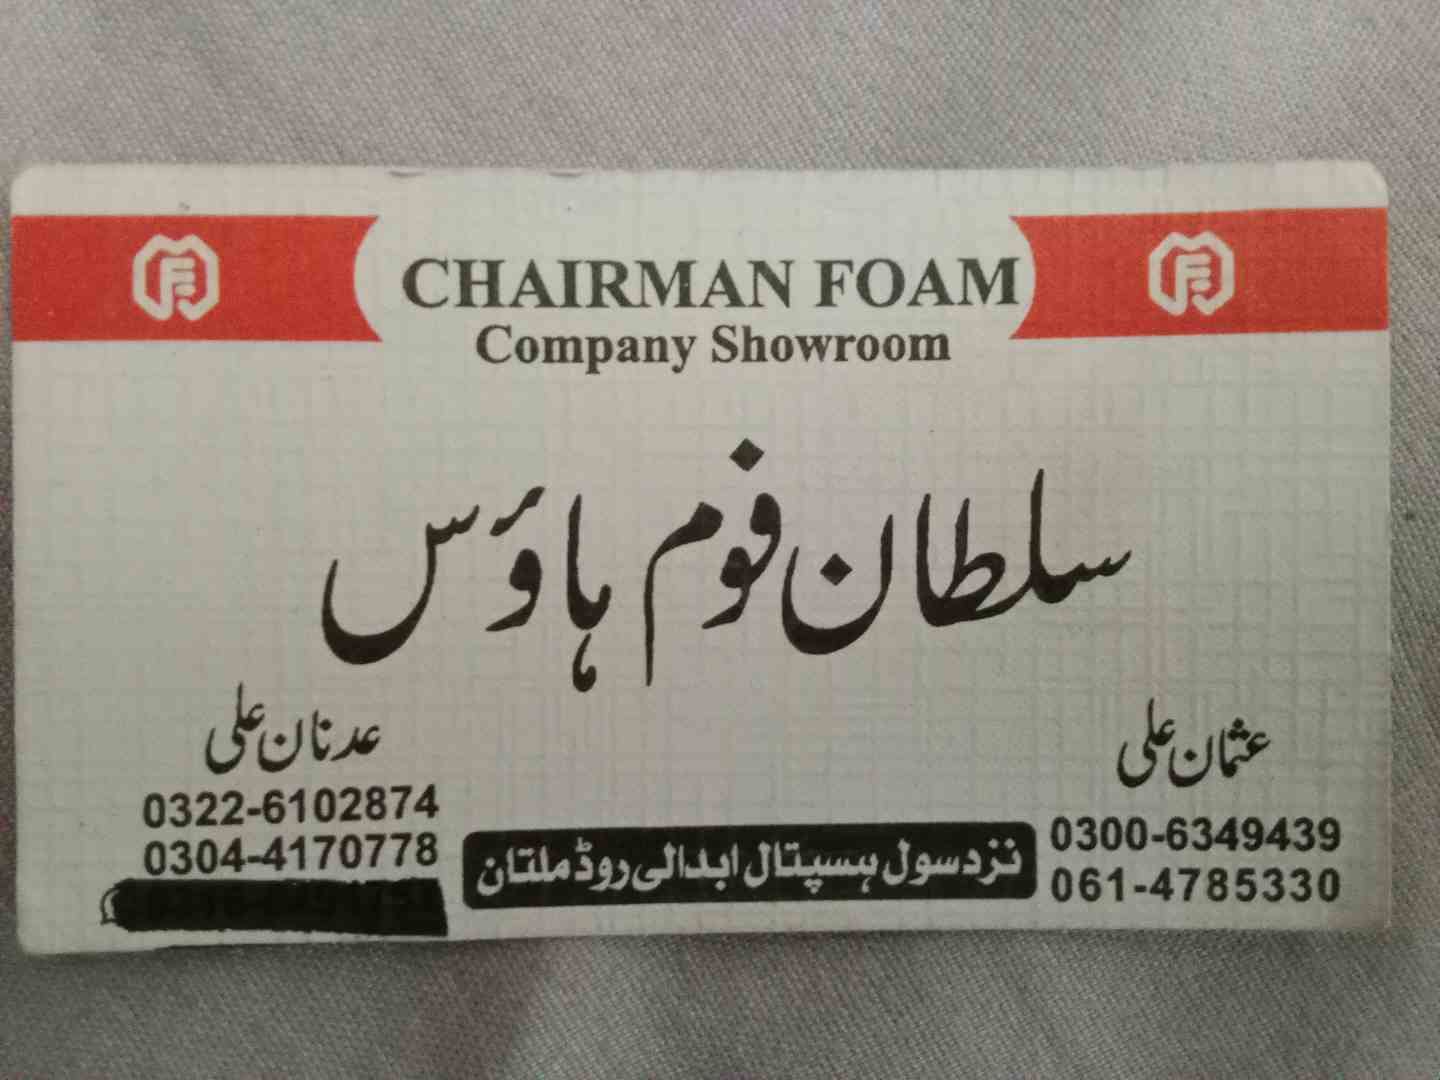 CHAIRMAN FOAM
Company Showroom
سلطان فوم ہاؤس
عثمان علی
0300-6349439
061-4785330
عدنان علی
0322-6102874
0304-4170778
نزد سول ہسپتال ابدالی روڈ ملتان